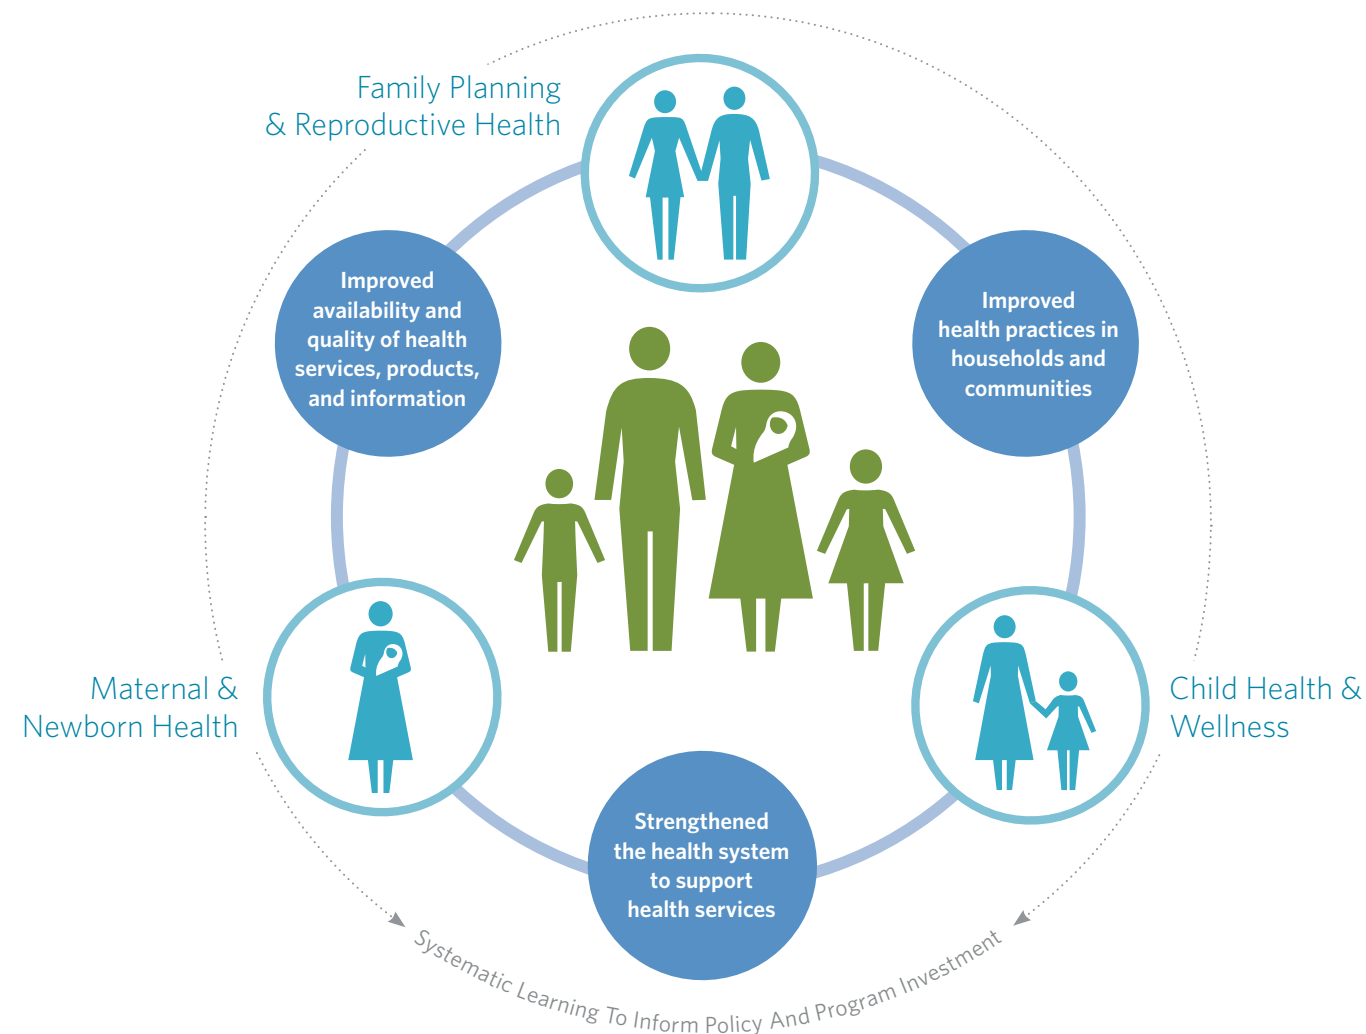 Family Planning
& Reproductive Health
Improved
availability and
quality of health
services, products,
and information
Improved
health practices in
households and
communities
Maternal &
Newborn Health
Child Health &
Wellness
Strengthened
the health system
to support
health services
Systematic Learning To Inform Policy And Program Investment